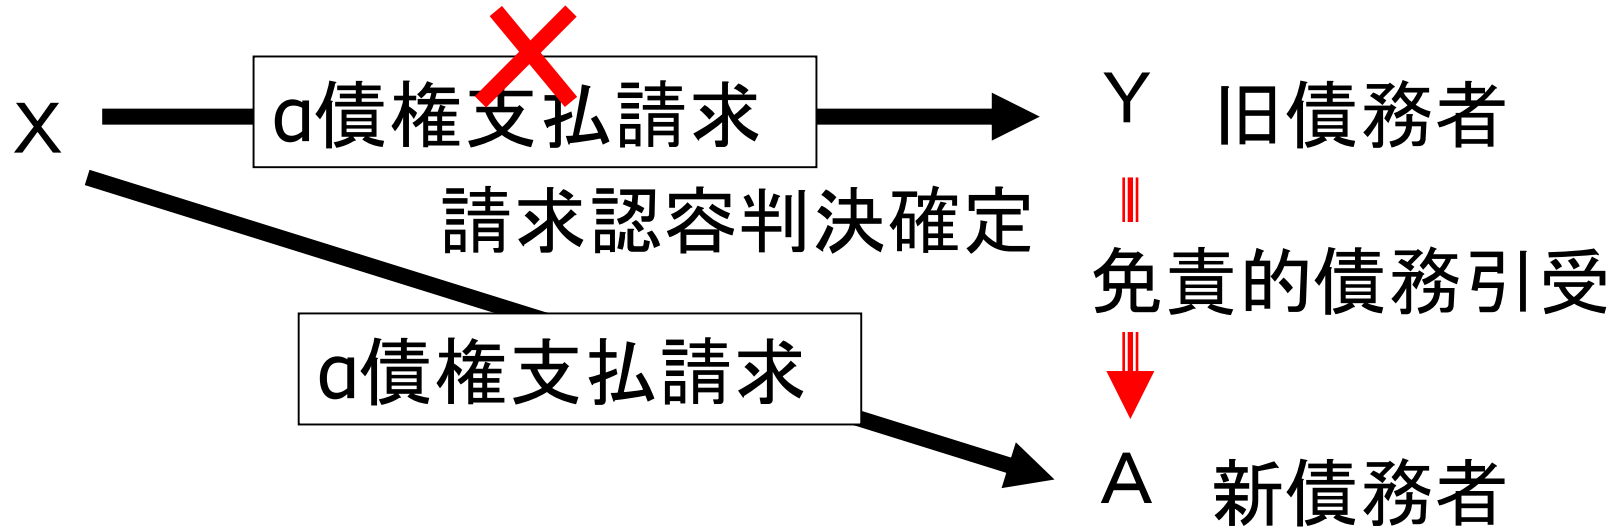 X
α債権支払請求
Y 旧債務者
請求認容判決確定
免責的債務引受
α債権支払請求
A 新債務者